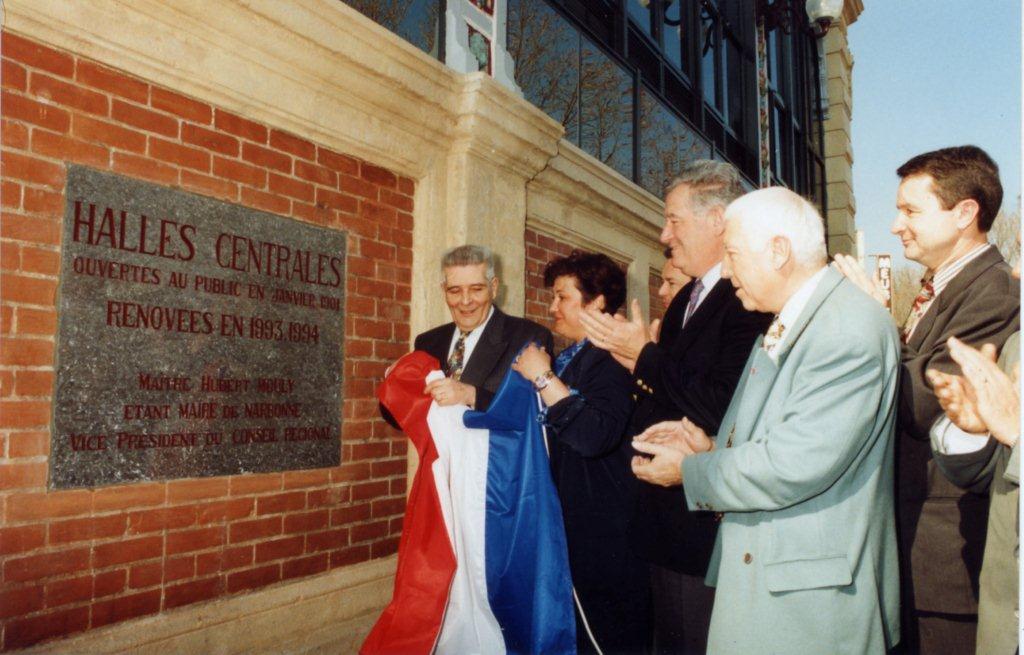 HALLES CENTRALES
OUVERTES AU PUBLIC EN JANVIER 1901
RENOVEES EN 1993.1994
MAITRE HUBERT MOULY
ETANT MAIRE DE NARBONNE
VICE PRESIDENT DU CONSEIL REGIONAL